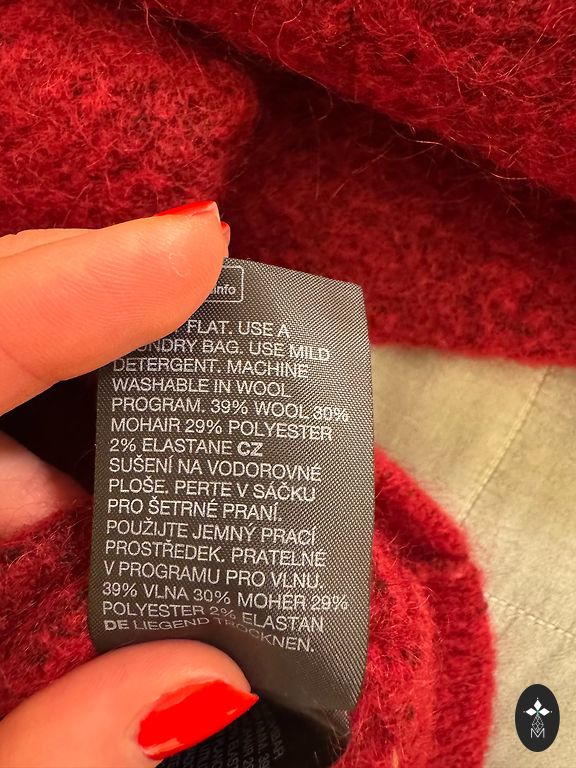 info
FLAT. USE A
LAUNDRY BAG. USE MILD
DETERGENT. MACHINE
WASHABLE IN WOOL
PROGRAM. 39% WOOL 30%
MOHAIR 29% POLYESTER
2% ELASTANE CZ
SUŠENÍ NA VODOROVNÉ
PLOŠE. PERTE V SÁČKU
PRO ŠETRNÉ PRANÍ.
POUŽIJTE JEMNÝ PRACÍ
PROSTŘEDEK. PRATELNÉ
V PROGRAMU PRO VLNU.
39% VLNA 30% MOHÉR 29%
POLYESTER 2% ELASTAN
DE LIEGEND TROCKNEN.